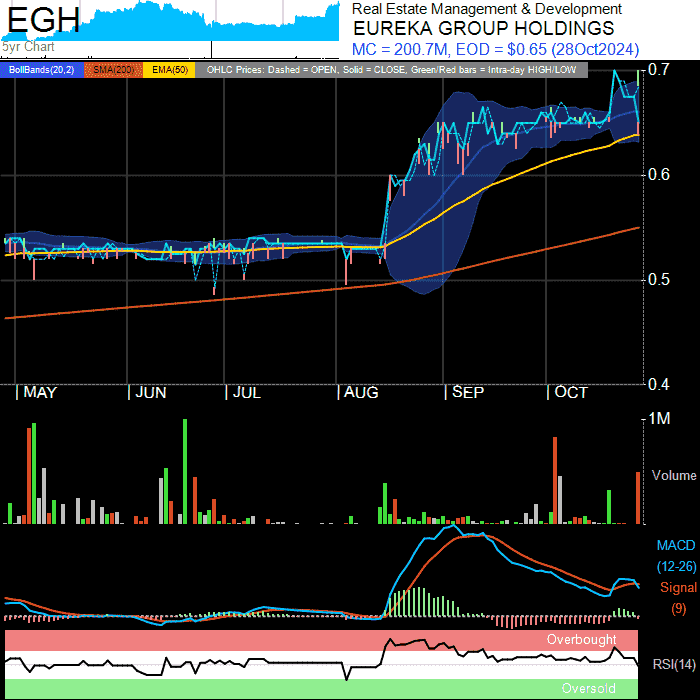 EGH
5yr Chart
Real Estate Management & Development
EUREKA GROUP HOLDINGS
MC = 200.7M, EOD = $0.65 (28Oct2024)
BollBands(20,2) SMA(200) EMA(50) OHLC Prices: Dashed = OPEN, Solid = CLOSE, Green/Red bars = Intra-day HIGH/LOW
0.7
0.6
0.5
0.4
MAY JUN JUL AUG SEP OCT
1M
Volume
MACD
(12-26)
Signal
(9)
Overbought
RSI(14)
Oversold